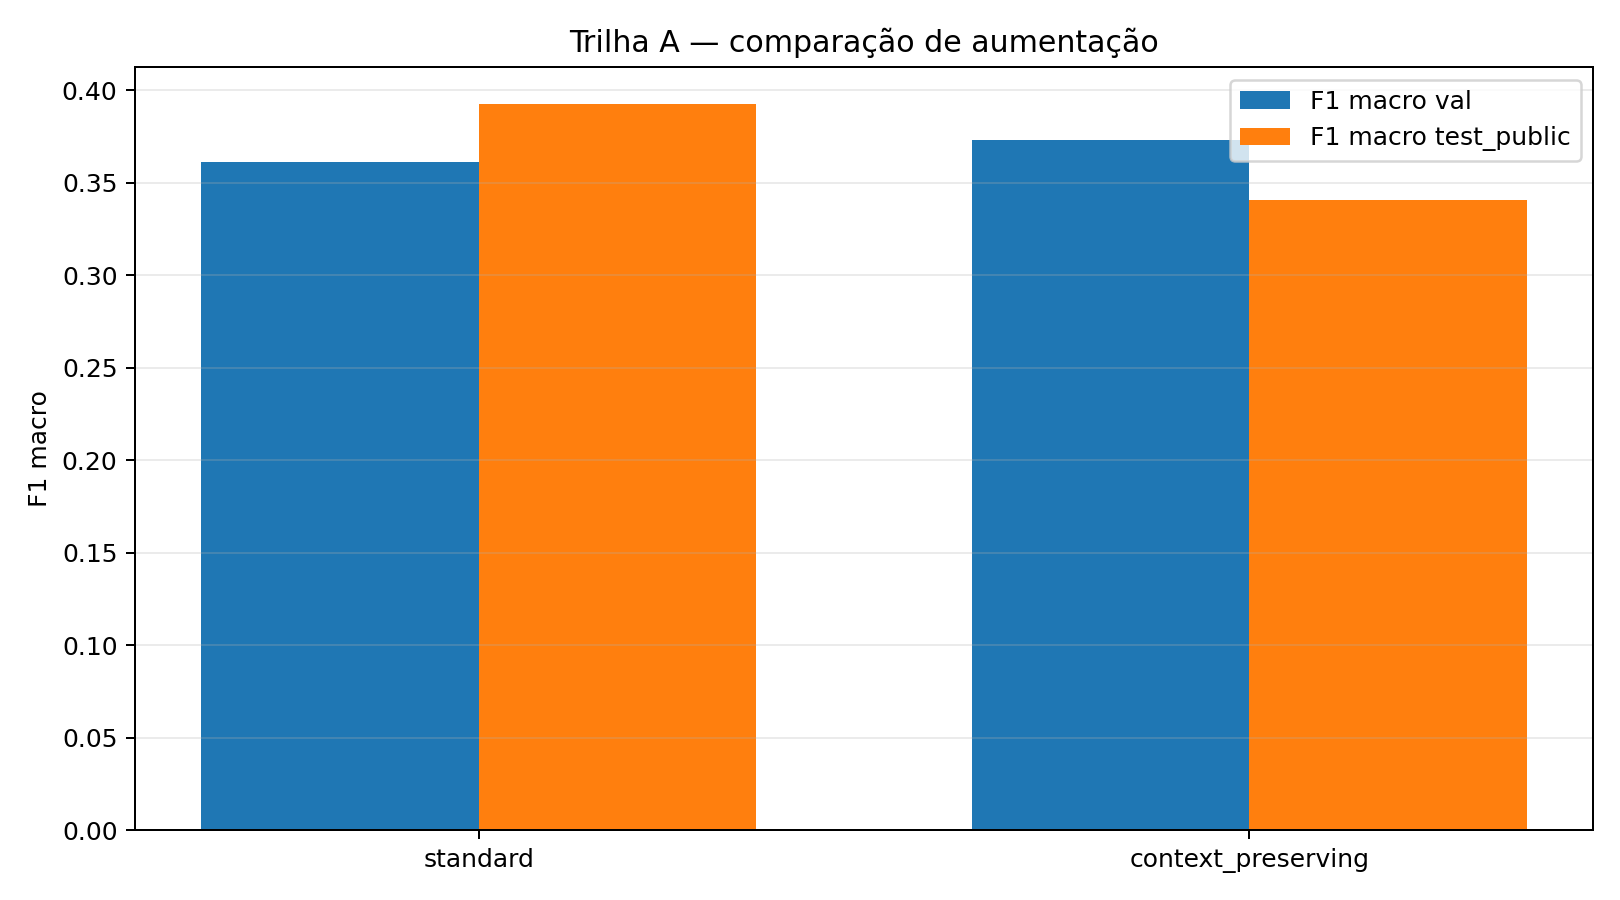 Trilha A — comparação de aumentação
F1 macro val
F1 macro test_public
F1 macro
0.40
0.35
0.30
0.25
0.20
0.15
0.10
0.05
0.00
standard
context_preserving